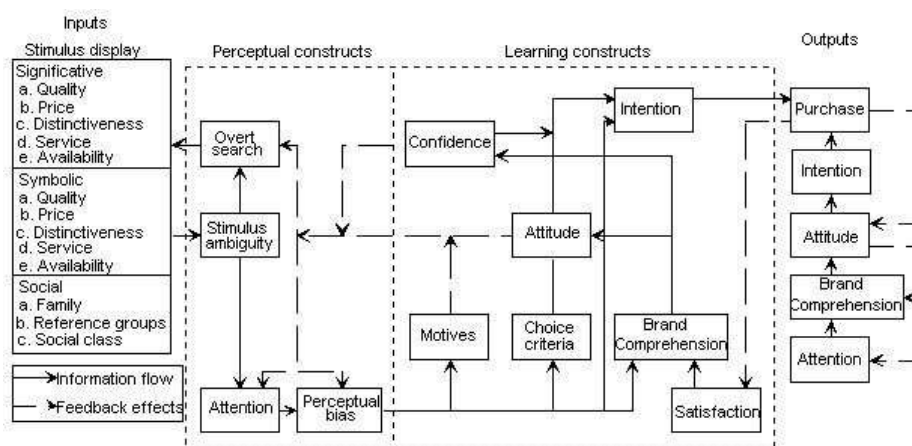 Inputs
Stimulus display
Significative
a. Quality
b. Price
c. Distinctiveness
d. Service
e. Availability
Symbolic
a. Quality
b. Price
c. Distinctiveness
d. Service
e. Availability
Social
a. Family
b. Reference groups
c. Social class
Information flow
Feedback effects
Perceptual constructs
Overt
search
Stimulus
ambiguity
Attention
Perceptual
bias
Learning constructs
Confidence
Intention
Attitude
Motives
Choice
criteria
Brand
Comprehension
Satisfaction
Outputs
Purchase
Intention
Attitude
Brand
Comprehension
Attention